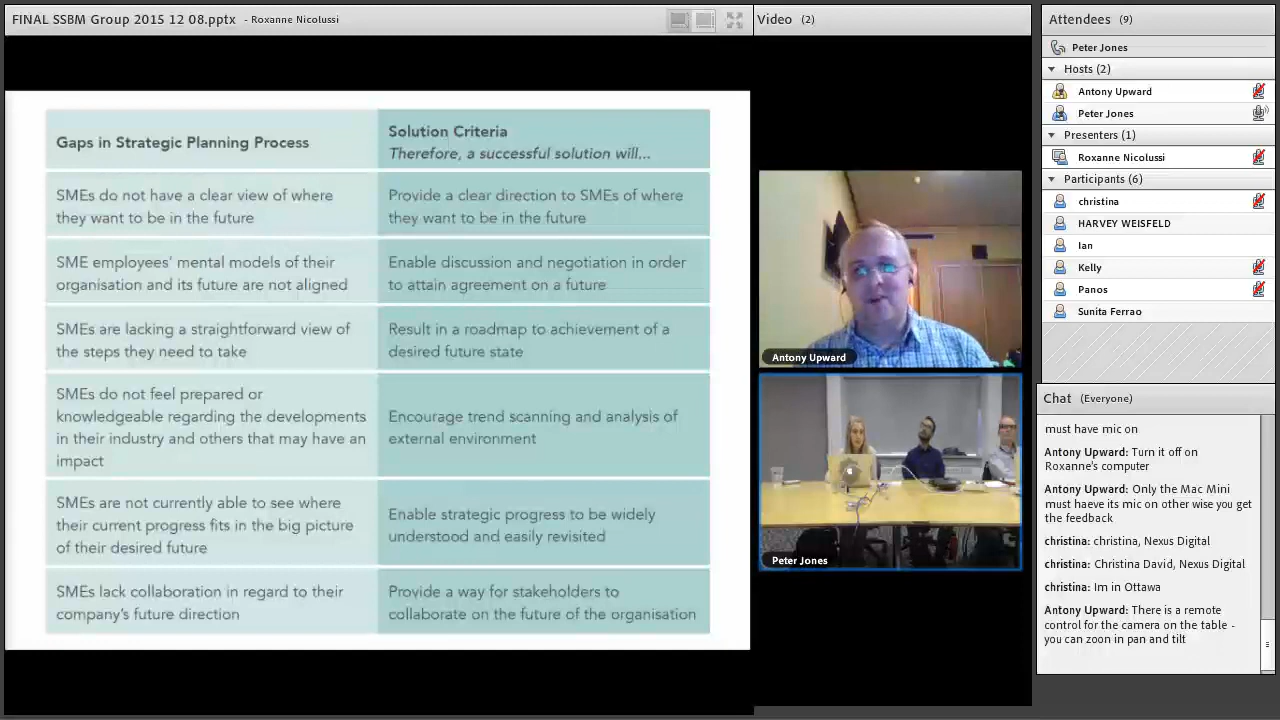 FINAL SSBM Group 2015 12 08.pptx - Roxanne Nicolussi
Gaps in Strategic Planning Process
Solution Criteria
Therefore, a successful solution will...
SMEs do not have a clear view of where
they want to be in the future
Provide a clear direction to SMEs of where
they want to be in the future
SME employees' mental models of their
organisation and its future are not aligned
Enable discussion and negotiation in order
to attain agreement on a future
SMEs are lacking a straightforward view of
the steps they need to take
Result in a roadmap to achievement of a
desired future state
SMEs do not feel prepared or
knowledgeable regarding the developments
in their industry and others that may have an
impact
Encourage trend scanning and analysis of
external environment
SMEs are not currently able to see where
their current progress fits in the big picture
of their desired future
Enable strategic progress to be widely
understood and easily revisited
SMEs lack collaboration in regard to their
company's future direction
Provide a way for stakeholders to
collaborate on the future of the organisation
Video (2)
Antony Upward
Peter Jones
Attendees (9)
Peter Jones
Hosts (2)
Antony Upward
Peter Jones
Presenters (1)
Roxanne Nicolussi
Participants (6)
christina
HARVEY WEISFELD
Ian
Kelly
Panos
Sunita Ferrao
Chat (Everyone)
must have mic on
Antony Upward: Turn it off on
Roxanne's computer
Antony Upward: Only the Mac Mini
must haeve its mic on other wise you get
the feedback
christina: christina, Nexus Digital
christina: Christina David, Nexus Digital
christina: Im in Ottawa
Antony Upward: There is a remote
control for the camera on the table -
you can zoon in pan and tilt